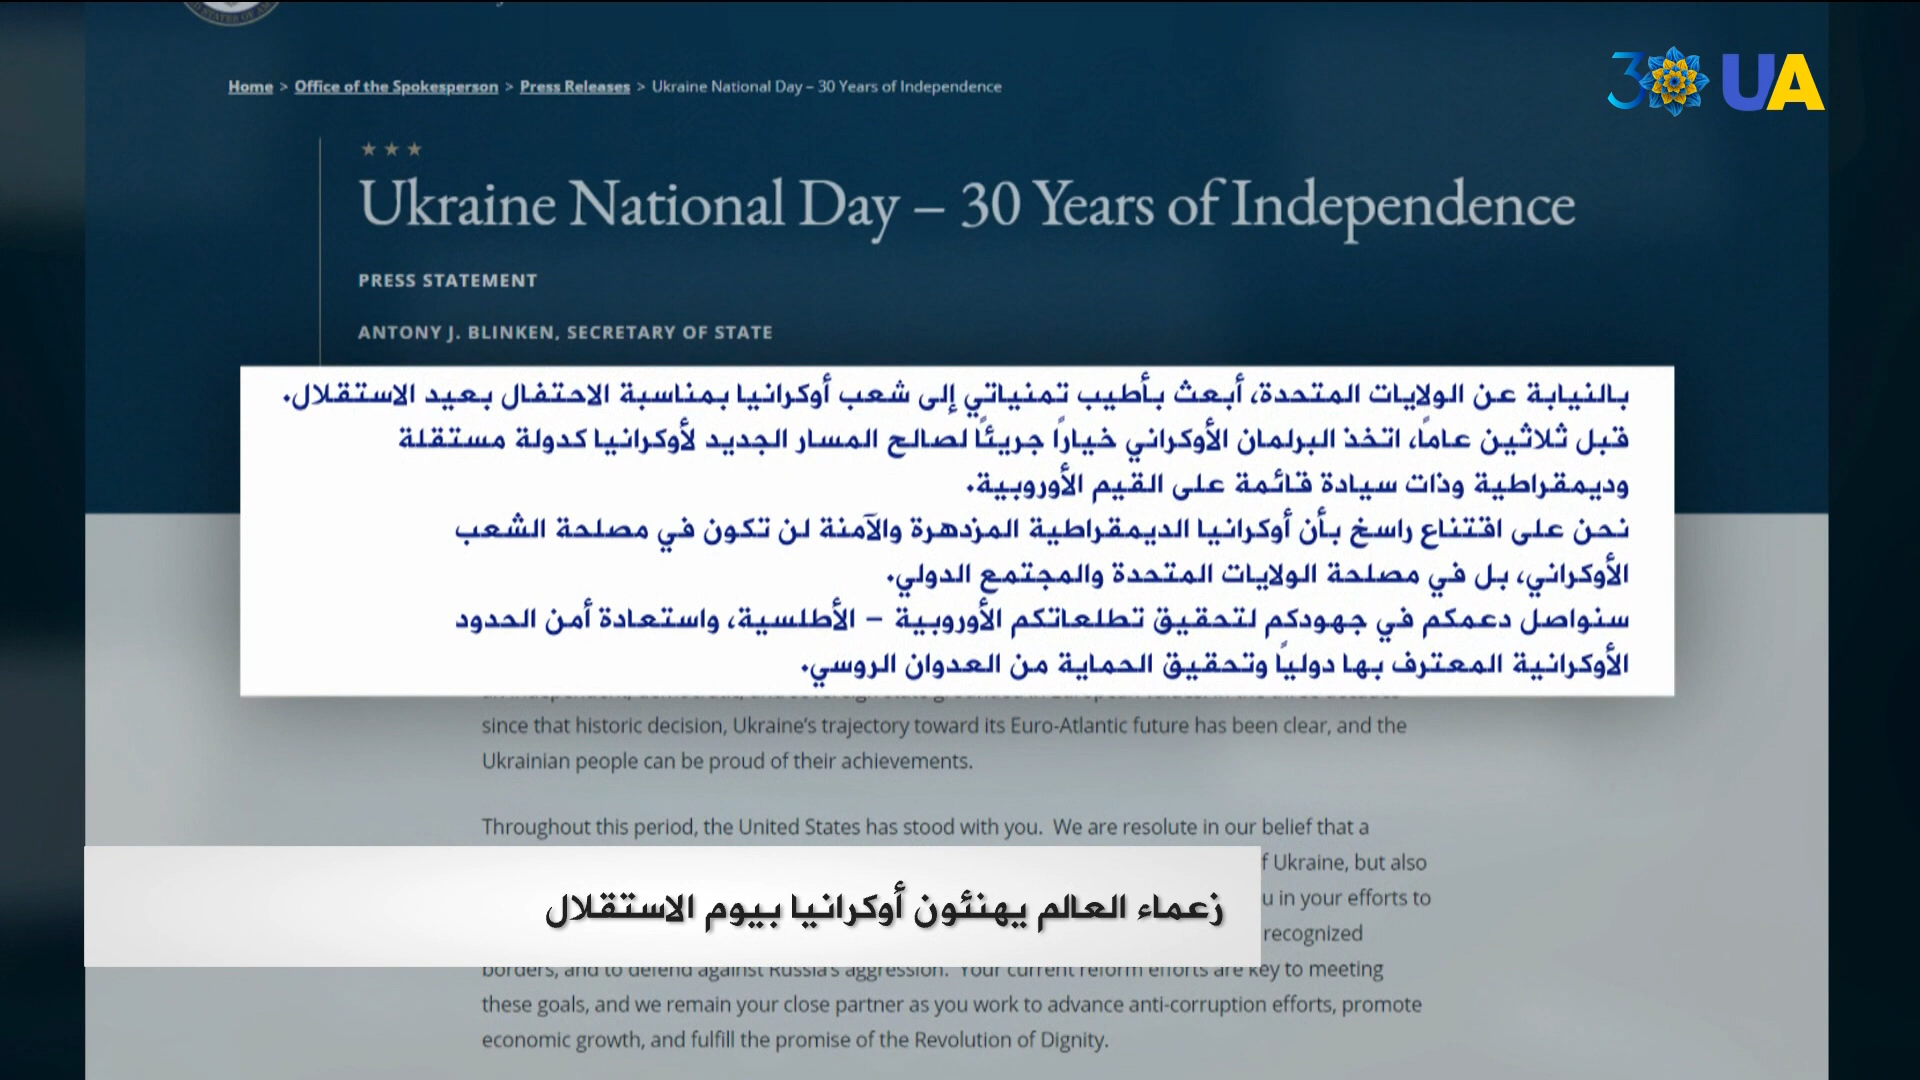 Home > Office of the Spokesperson > Press Releases > Ukraine National Day – 30 Years of Independence
30 UA
Ukraine National Day – 30 Years of Independence
PRESS STATEMENT
ANTONY J. BLINKEN, SECRETARY OF STATE
بالنيابة عن الولايات المتحدة، أبعث بأطيب تمنياتي إلى شعب أوكرانيا بمناسبة الاحتفال بعيد الاستقلال.
قبل ثلاثين عاماً، اتخذ البرلمان الأوكراني خياراً جريئاً لصالح المسار الجديد لأوكرانيا كدولة مستقلة
وديمقراطية وذات سيادة قائمة على القيم الأوروبية.
نحن على اقتناع راسخ بأن أوكرانيا الديمقراطية المزدهرة والآمنة لن تكون في مصلحة الشعب
الأوكراني، بل في مصلحة الولايات المتحدة والمجتمع الدولي.
سنواصل دعمكم في جهودكم لتحقيق تطلعاتكم الأوروبية – الأطلسية، واستعادة أمن الحدود
الأوكرانية المعترف بها دولياً وتحقيق الحماية من العدوان الروسي.
since that historic decision, Ukraine's trajectory toward its Euro-Atlantic future has been clear, and the
Ukrainian people can be proud of their achievements.
Throughout this period, the United States has stood with you. We are resolute in our belief that a
f Ukraine, but also
u in your efforts to
زعماء العالم يهنئون أوكرانيا بيوم الاستقلال
recognized
borders, and to defend against Russia's aggression. Your current reform efforts are key to meeting
these goals, and we remain your close partner as you work to advance anti-corruption efforts, promote
economic growth, and fulfill the promise of the Revolution of Dignity.